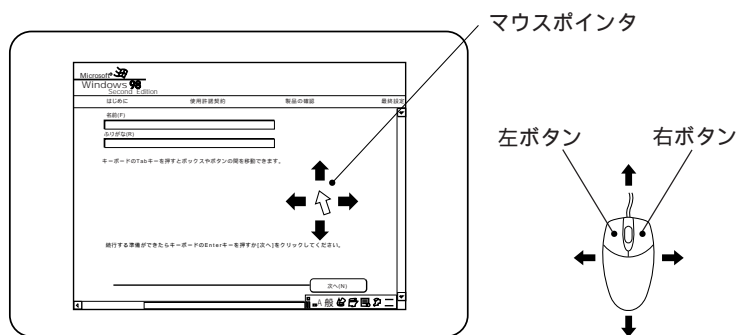 マウスポインタ
Microsoft®
Windows 98
Second Edition
はじめに 使用許諾契約 製品の確認 最終設定
名前(F)
ふりがな(R)
キーボードのTabキーを押すとボックスやボタンの間を移動できます。
続行する準備ができたらキーボードのEnterキーを押すか[次へ]をクリックしてください。
次へ(N)
A 般
左ボタン 右ボタン